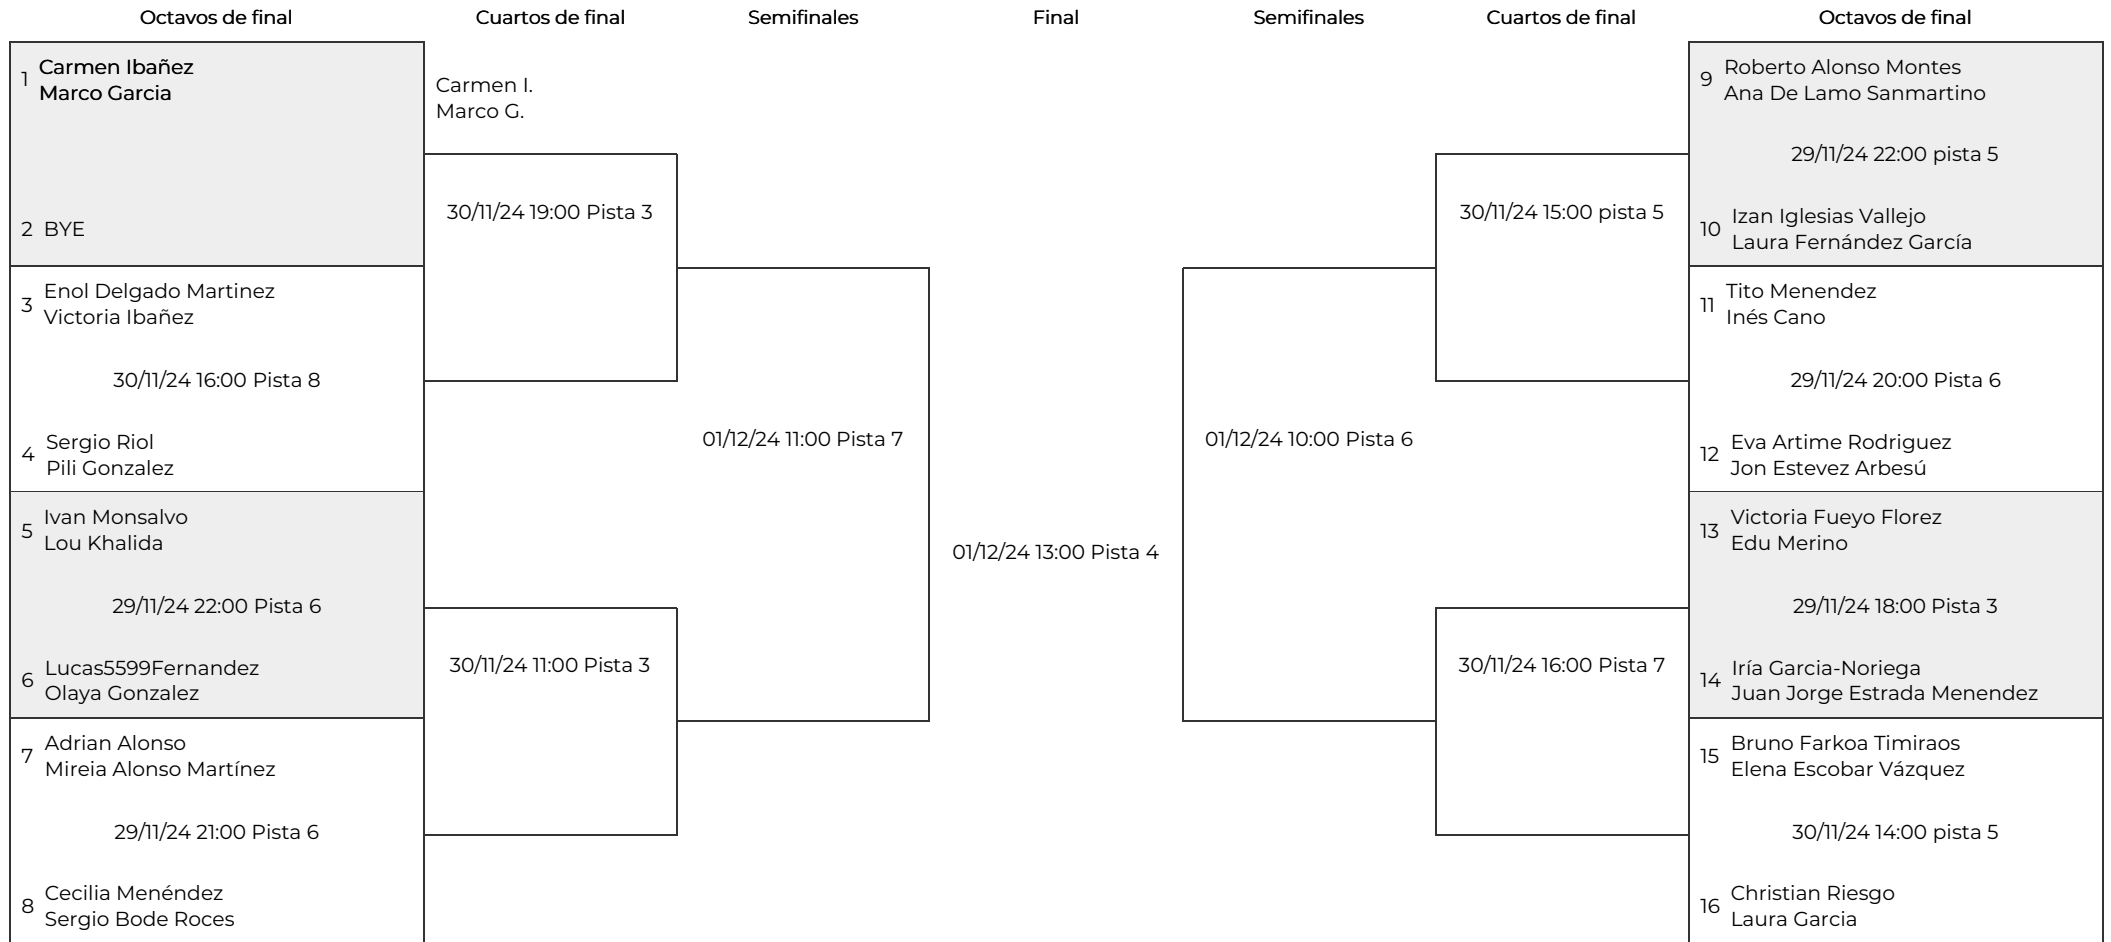 Octavos de final
Cuartos de final
Semifinales
Final
Semifinales
Cuartos de final
Octavos de final
1 Carmen Ibañez
Marco Garcia
2 BYE
3 Enol Delgado Martinez
Victoria Ibañez
30/11/24 16:00 Pista 8
4 Sergio Riol
Pili Gonzalez
5 Ivan Monsalvo
Lou Khalida
29/11/24 22:00 Pista 6
6 Lucas5599Fernandez
Olaya Gonzalez
7 Adrian Alonso
Mireia Alonso Martínez
29/11/24 21:00 Pista 6
8 Cecilia Menéndez
Sergio Bode Roces
Carmen I.
Marco G.
30/11/24 19:00 Pista 3
30/11/24 11:00 Pista 3
01/12/24 11:00 Pista 7
01/12/24 13:00 Pista 4
01/12/24 10:00 Pista 6
30/11/24 15:00 pista 5
30/11/24 16:00 Pista 7
9 Roberto Alonso Montes
Ana De Lamo Sanmartino
29/11/24 22:00 pista 5
10 Izan Iglesias Vallejo
Laura Fernández García
11 Tito Menendez
Inés Cano
29/11/24 20:00 Pista 6
12 Eva Artime Rodriguez
Jon Estevez Arbesú
13 Victoria Fueyo Florez
Edu Merino
29/11/24 18:00 Pista 3
14 Iría Garcia-Noriega
Juan Jorge Estrada Menendez
15 Bruno Farkoa Timiraos
Elena Escobar Vázquez
30/11/24 14:00 pista 5
16 Christian Riesgo
Laura Garcia